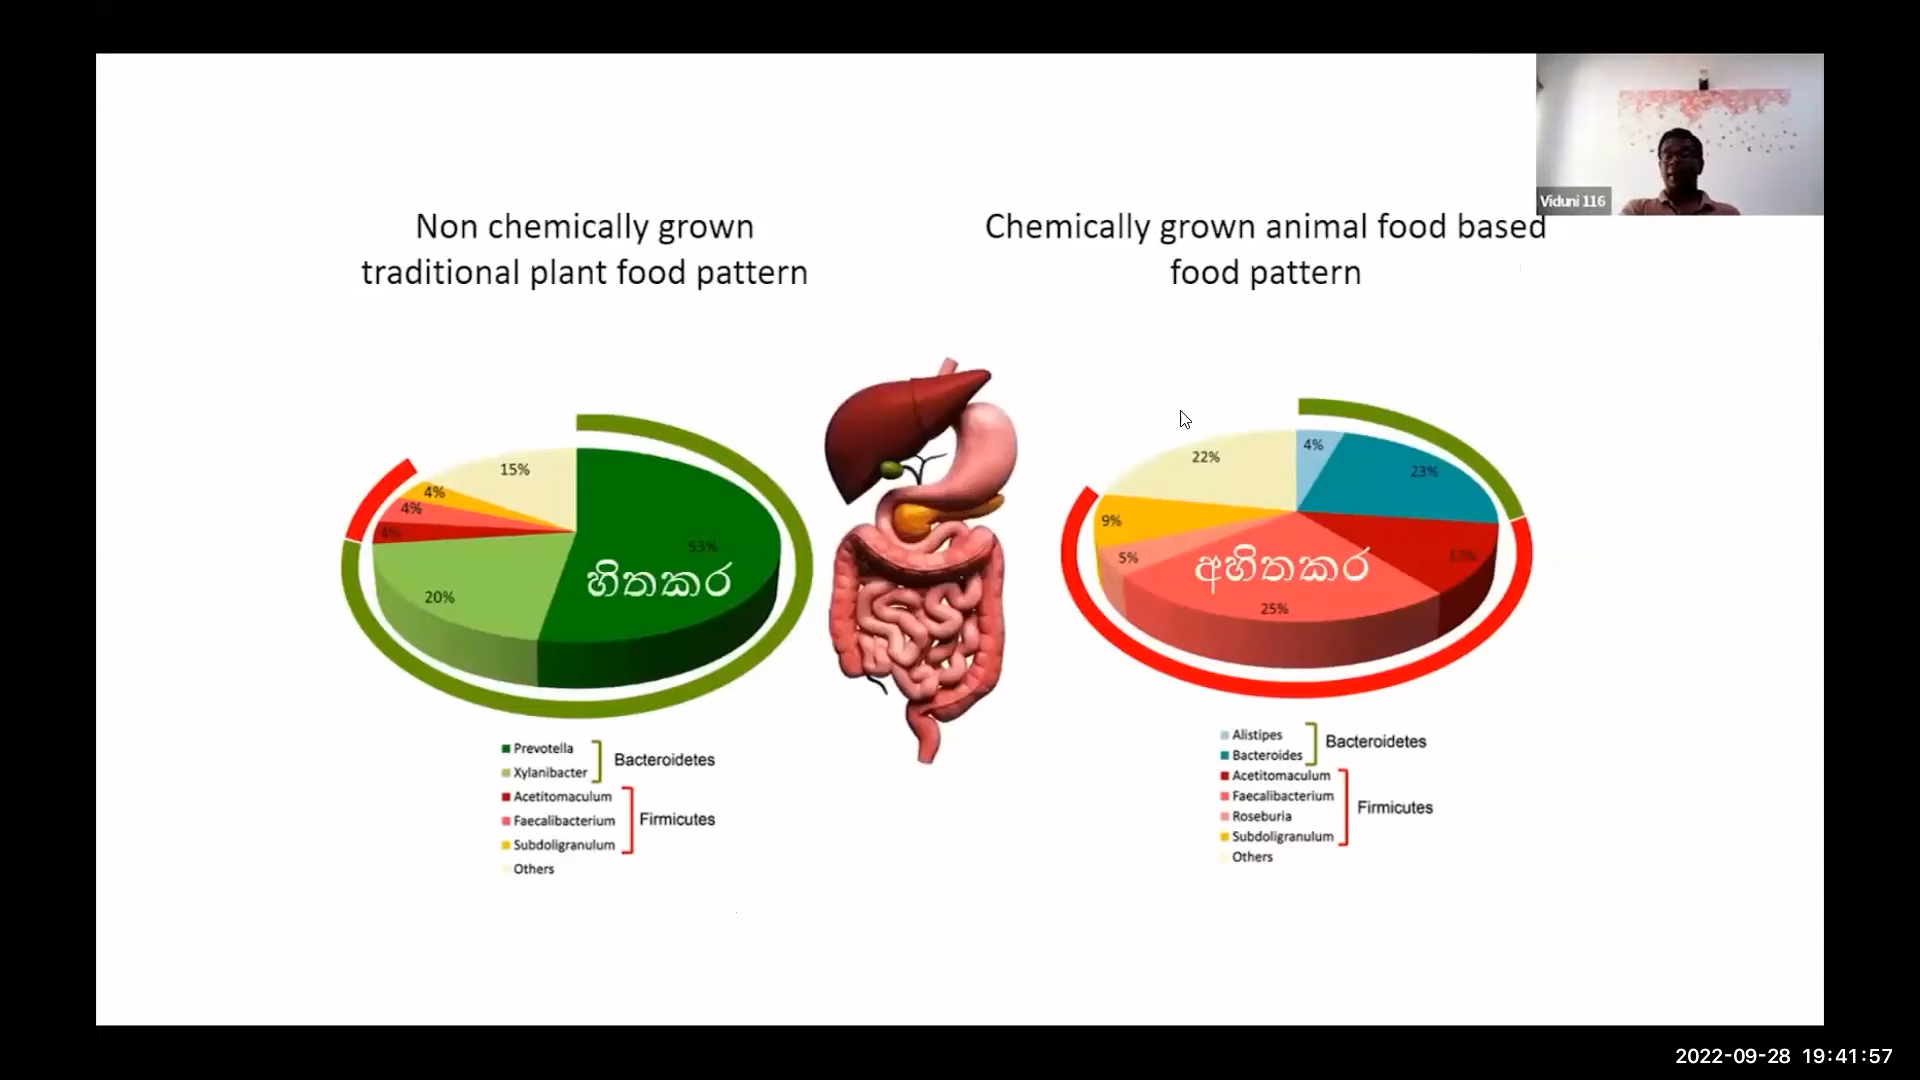 Viduni 116
Non chemically grown
traditional plant food pattern
Chemically grown animal food based
food pattern
15%
4%
4%
4%
53%
20%
හිතකර
22%
4%
23%
9%
5%
12%
25%
අහිතකර
Prevotella
Xylanibacter
Bacteroidetes
Acetitomaculum
Faecalibacterium
Subdoligranulum
Firmicutes
Others
Alistipes
Bacteroides
Bacteroidetes
Acetitomaculum
Faecalibacterium
Roseburia
Subdoligranulum
Firmicutes
Others
2022-09-28 19:41:57